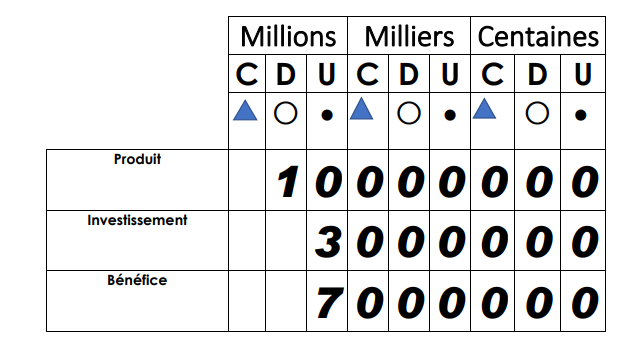 Millions Milliers Centaines
C D U C D U C D U
Produit
1 0 0 0 0 0 0 0
Investissement
3 0 0 0 0 0 0
Bénéfice
7 0 0 0 0 0 0